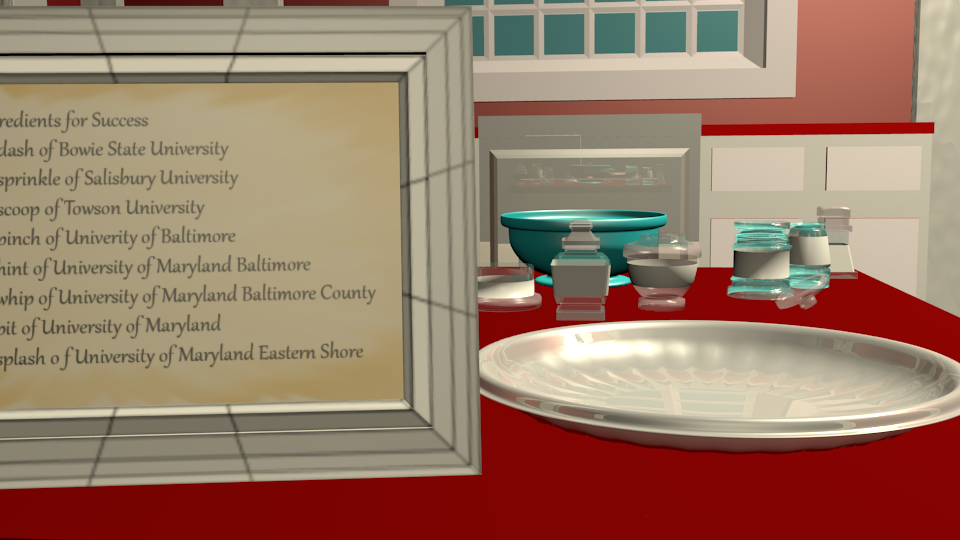 redients for Success
dash of Bowie State University
sprinkle of Salisbury University
scoop of Towson University
pinch of Univerity of Baltimore
hint of University of Maryland Baltimore
whip of University of Maryland Baltimore County
bit of University of Maryland
splash o f University of Maryland Eastern Shore